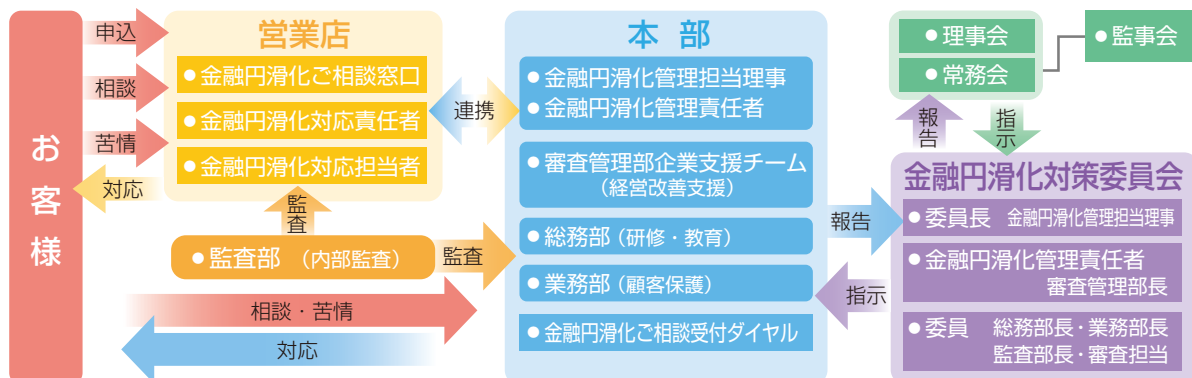 お客様
申込
相談
苦情
対応
営業店
● 金融円滑化ご相談窓口
● 金融円滑化対応責任者
● 金融円滑化対応担当者
監査
● 監査部 （内部監査）
監査
相談・苦情
対応
連携
本部
● 金融円滑化管理担当理事
● 金融円滑化管理責任者
● 審査管理部企業支援チーム
（経営改善支援）
● 総務部（研修・教育）
● 業務部（顧客保護）
● 金融円滑化ご相談受付ダイヤル
報告
指示
● 理事会
● 常務会
● 監事会
報告
指示
金融円滑化対策委員会
● 委員長 金融円滑化管理担当理事
● 金融円滑化管理責任者
審査管理部長
● 委員 総務部長・業務部長
監査部長・審査担当